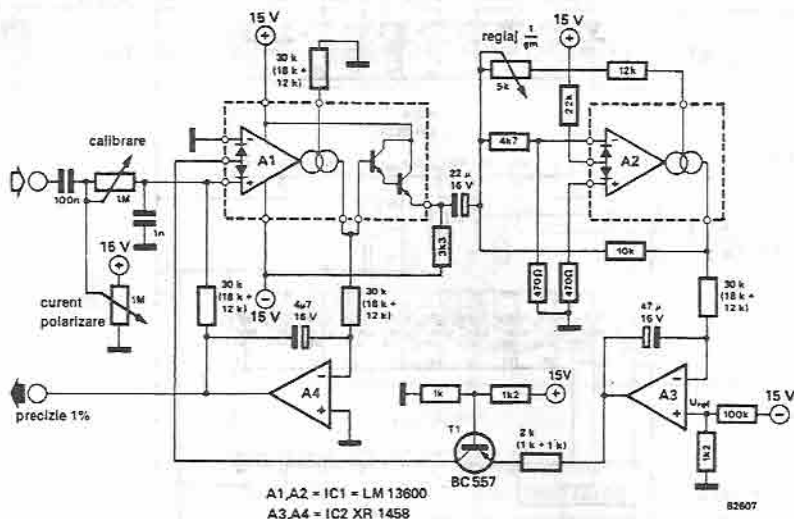 15 V
30 k
(18 k +
12 k)
reglaj 1/gm
15 V
5k
12k
22k
calibrare
A1
4k7
A2
100n
1M
1n
22 μ
16 V
3k3
10k
15 V
1M
curent
polarizare
30 k
(18 k +
12 k)
15 V
4μ7
16 V
30 k
(18 k +
12 k)
470Ω
470Ω
47 μ
16 V
30 k
(18 k +
12 k)
A4
precizie 1%
1k
1k2
15V
A3
100k
15 V
1k2
T1
BC 557
2 k
(1 k + 1 k)
A1,A2 = IC1 = LM 13600
A3,A4 = IC2 XR 1458
82607